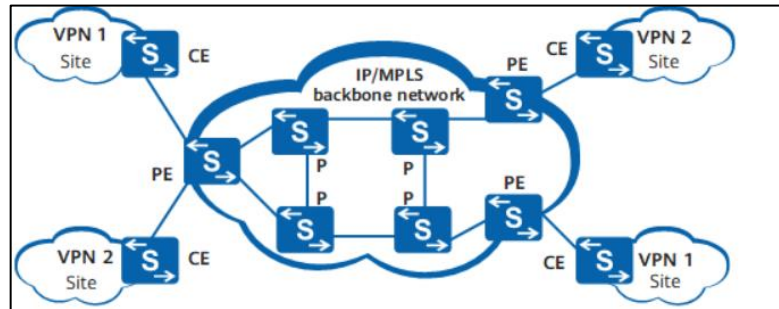 VPN 1
Site
S
CE
IP/MPLS
backbone network
PE
CE
S
VPN 2
Site
S
S
S
P
P
PE
S
P
P
PE
S
S
S
VPN 2
Site
S
CE
CE
S
VPN 1
Site